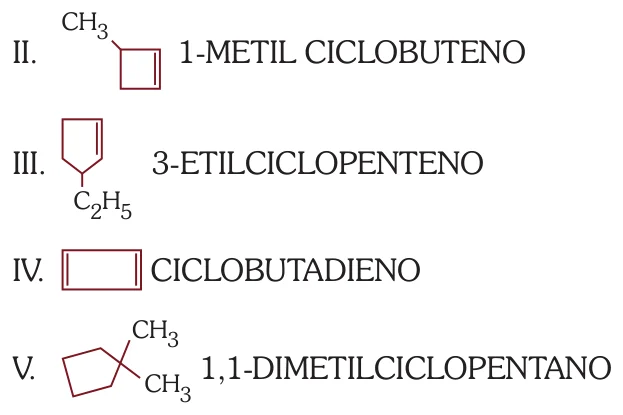 CH₃
II. 1-METIL CICLOBUTENO
III. 3-ETILCICLOPENTENO
C₂H₅
IV. CICLOBUTADIENO
CH₃
V. 1,1-DIMETILCICLOPENTANO
CH₃